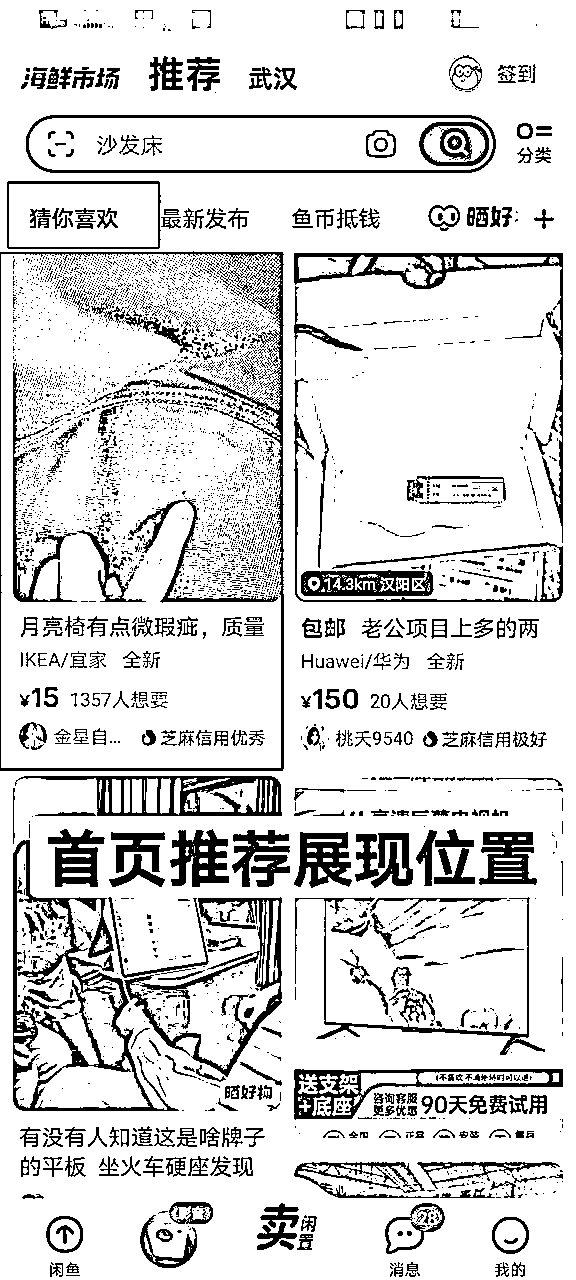 海鲜市场 推荐 武汉 签到
沙发床
分类
猜你喜欢 最新发布 鱼币抵钱 晒好
14.3km 汉阳区
月亮椅有点微瑕疵，质量
IKEA/宜家 全新
¥15 1357人想要
金星自... 芝麻信用优秀
包邮 老公项目上多的两
Huawei/华为 全新
¥150 20人想要
桃夭9540 芝麻信用极好
首页推荐展现位置
晒好物
送支架
+底座
咨询客服
更多优惠
90天免费试用
有没有人知道这是啥牌子
的平板 坐火车硬座发现
闲鱼
卖闲置
28
消息
我的